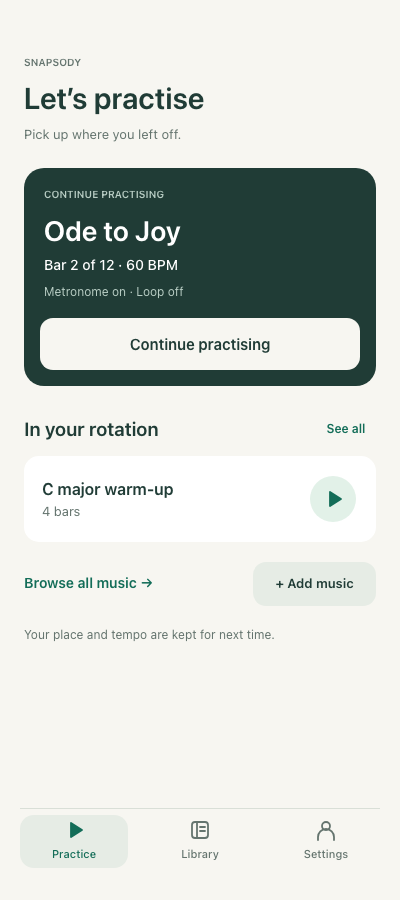 SNAPSODY
Let’s practise
Pick up where you left off.
CONTINUE PRACTISING
Ode to Joy
Bar 2 of 12 · 60 BPM
Metronome on · Loop off
Continue practising
In your rotation
See all
C major warm-up
4 bars
Browse all music →
+ Add music
Your place and tempo are kept for next time.
Practice
Library
Settings